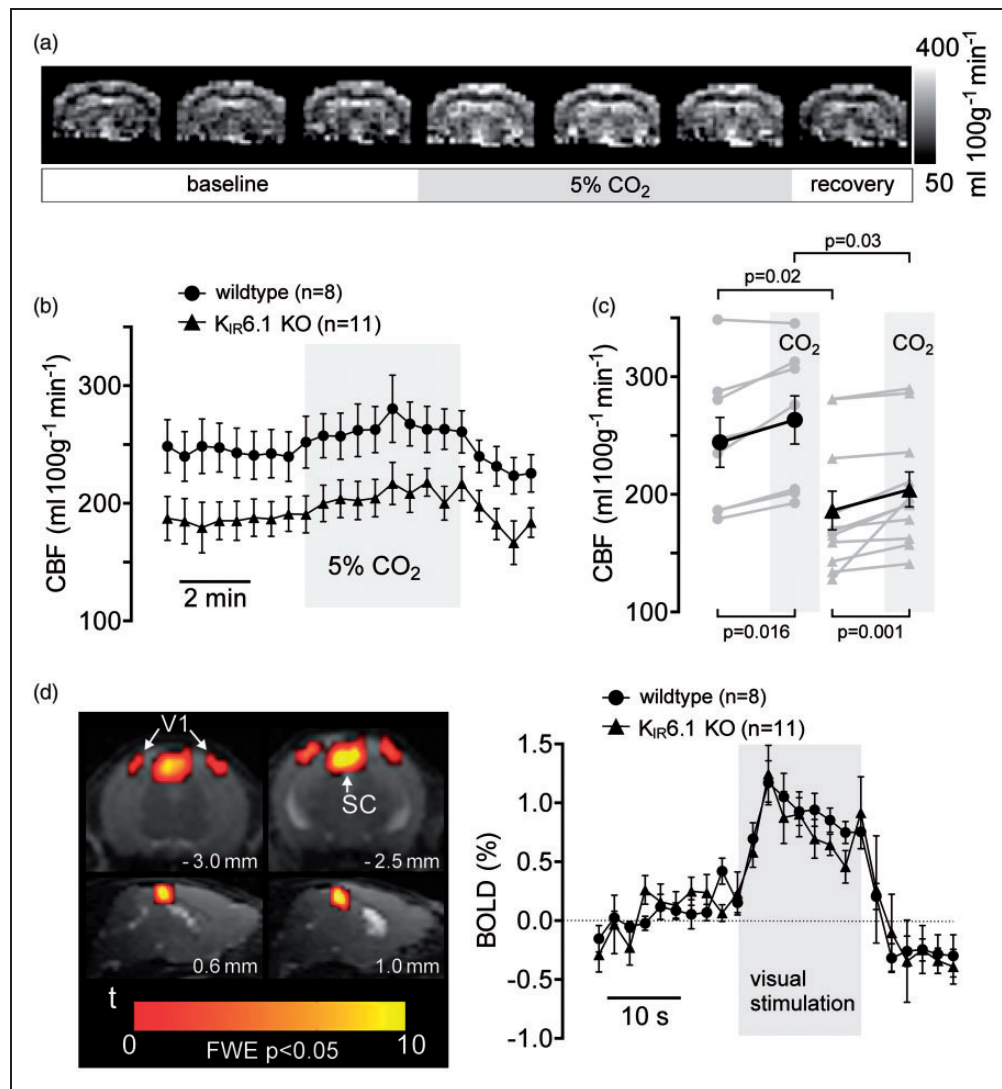 (a)
400
50
ml 100g⁻¹ min⁻¹
baseline
5% CO₂
recovery
(b)
wildtype (n=8)
K_IR6.1 KO (n=11)
CBF (ml 100g⁻¹ min⁻¹)
300
200
100
5% CO₂
2 min
(c)
p=0.03
p=0.02
CO₂
CO₂
CBF (ml 100g⁻¹ min⁻¹)
300
200
100
p=0.016
p=0.001
(d)
V1
SC
- 3.0 mm
- 2.5 mm
0.6 mm
1.0 mm
t
0
FWE p<0.05
10
wildtype (n=8)
K_IR6.1 KO (n=11)
BOLD (%)
1.5
1.0
0.5
0.0
-0.5
-1.0
10 s
visual
stimulation